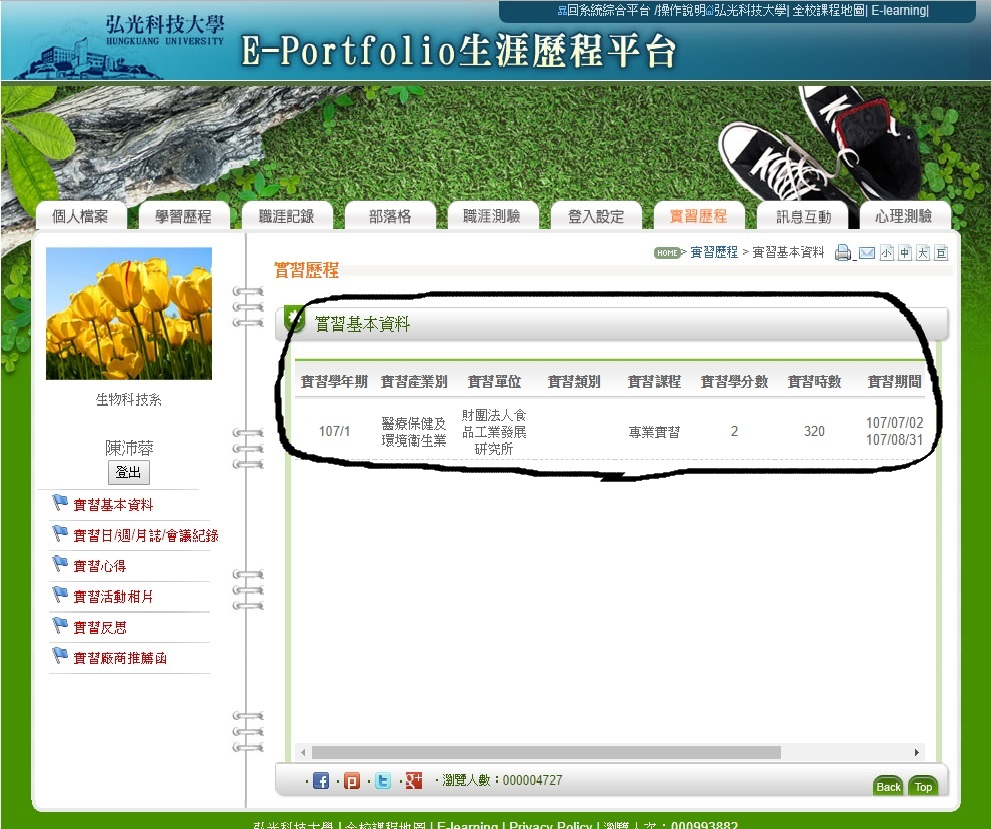 回系統綜合平台 /操作說明 弘光科技大學| 全校課程地圖| E-learning|
弘光科技大學
HUNGKUANG UNIVERSITY
E-Portfolio生涯歷程平台
個人檔案 學習歷程 職涯記錄 部落格 職涯測驗 登入設定 實習歷程 訊息互動 心理測驗
HOME > 實習歷程 > 實習基本資料 小 中 大 巨
生物科技系
陳沛蓉
登出
實習基本資料
實習日/週/月誌/會議紀錄
實習心得
實習活動相片
實習反思
實習廠商推薦函
實習歷程
實習基本資料
實習學年期 實習產業別 實習單位 實習類別 實習課程 實習學分數 實習時數 實習期間
107/1 醫療保健及環境衛生業 財團法人食品工業發展研究所 專業實習 2 320 107/07/02 107/08/31
瀏覽人數：000004727
Back Top
弘光科技大學 | 全校課程地圖 | E-learning | Privacy Policy | 瀏覽人次：000993882